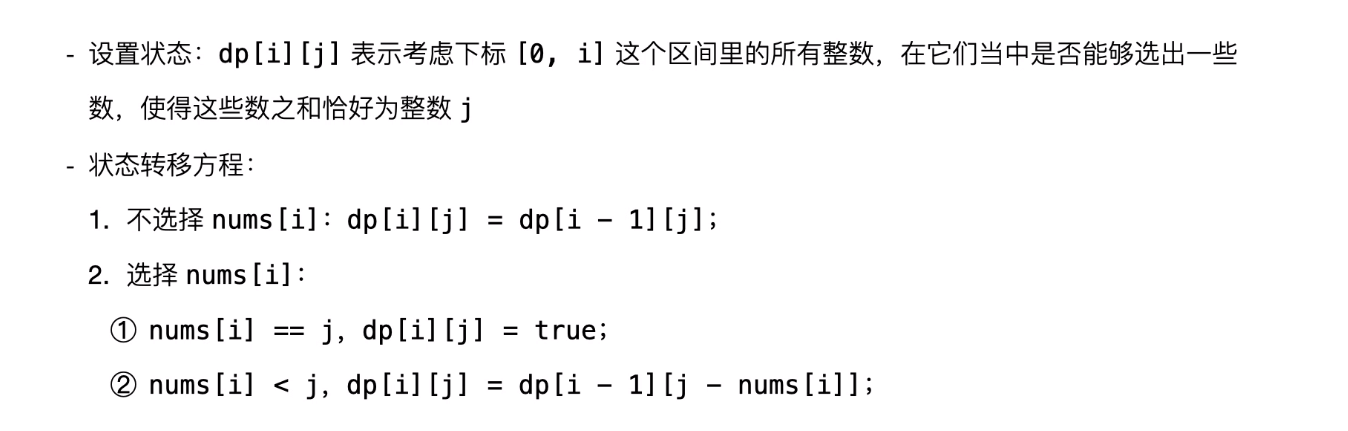 - 设置状态：dp[i][j] 表示考虑下标 [0, i] 这个区间里的所有整数，在它们当中是否能够选出一些
数，使得这些数之和恰好为整数 j
- 状态转移方程：
1. 不选择 nums[i]：dp[i][j] = dp[i − 1][j];
2. 选择 nums[i]：
① nums[i] == j，dp[i][j] = true;
② nums[i] < j，dp[i][j] = dp[i − 1][j − nums[i]];